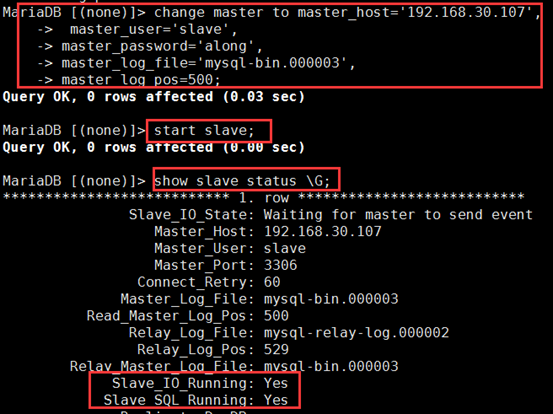 MariaDB [(none)]> change master to master_host='192.168.30.107',
-> master_user='slave',
-> master_password='along',
-> master_log_file='mysql-bin.000003',
-> master_log_pos=500;
Query OK, 0 rows affected (0.03 sec)
MariaDB [(none)]> start slave;
Query OK, 0 rows affected (0.00 sec)
MariaDB [(none)]> show slave status \G;
*************************** 1. row ***************************
Slave_IO_State: Waiting for master to send event
Master_Host: 192.168.30.107
Master_User: slave
Master_Port: 3306
Connect_Retry: 60
Master_Log_File: mysql-bin.000003
Read_Master_Log_Pos: 500
Relay_Log_File: mysql-relay-log.000002
Relay_Log_Pos: 529
Relay_Master_Log_File: mysql-bin.000003
Slave_IO_Running: Yes
Slave_SQL_Running: Yes